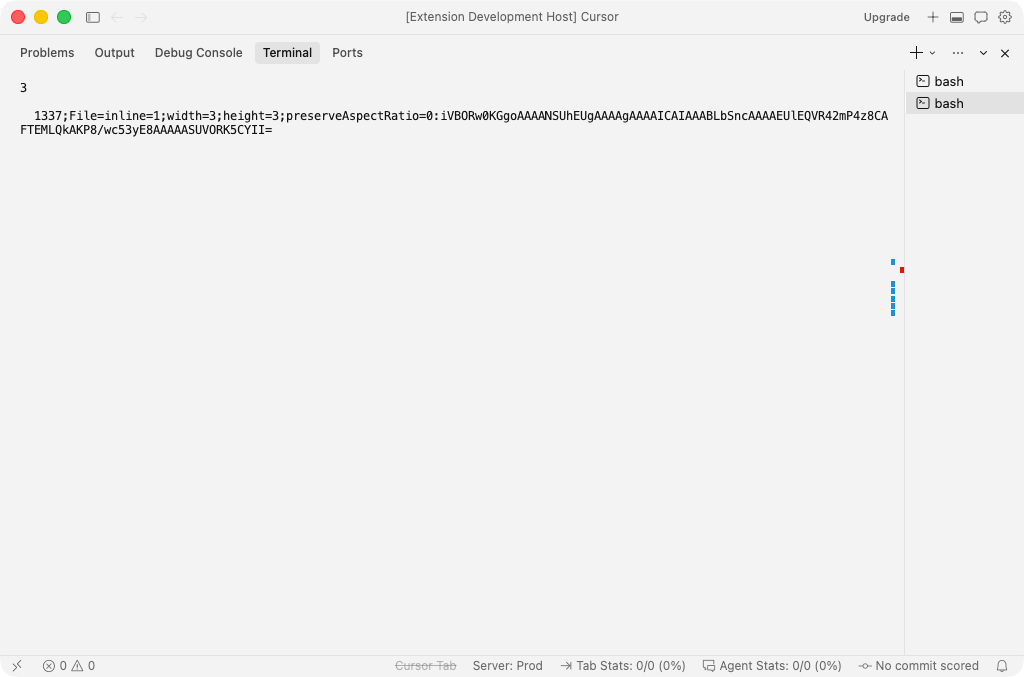 [Extension Development Host] Cursor
Upgrade
Problems Output Debug Console Terminal Ports
3
1337;File=inline=1;width=3;height=3;preserveAspectRatio=0:iVBORw0KGgoAAAANSUhEUgAAAAgAAAAICAIAAABLbSncAAAAEUlEQVR42mP4z8CA
FTEMLQkAKP8/wc53yE8AAAAASUVORK5CYII=
bash
bash
0 0 Cursor Tab Server: Prod Tab Stats: 0/0 (0%) Agent Stats: 0/0 (0%) No commit scored